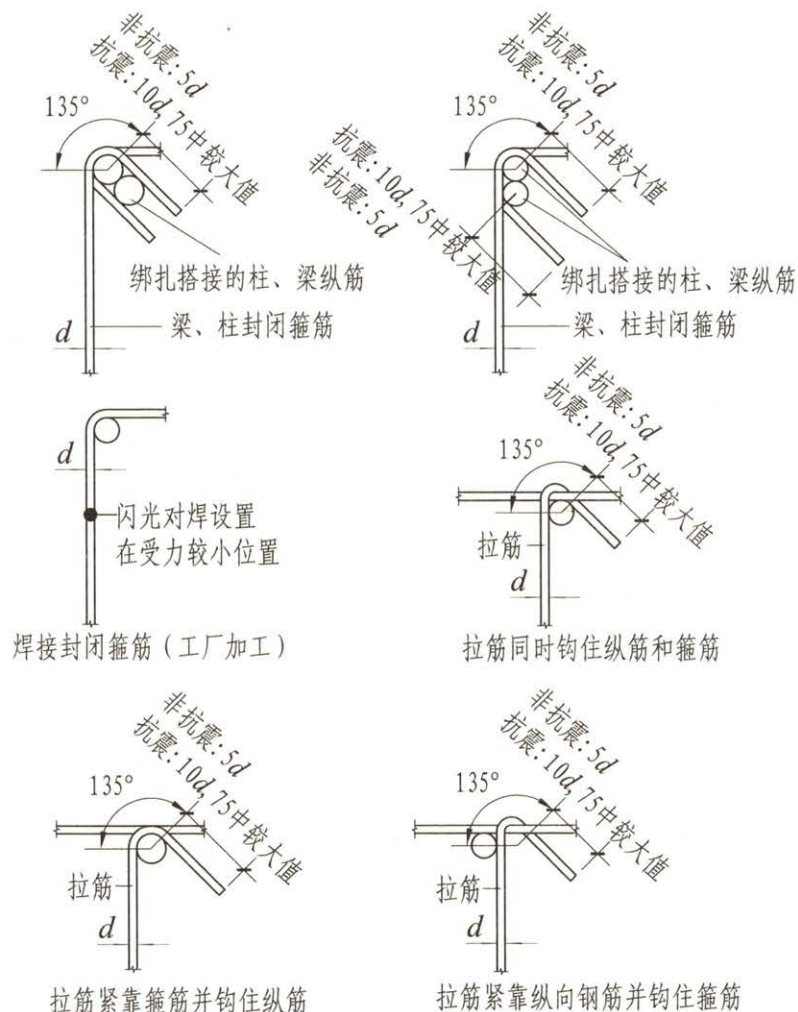 非抗震:5d
抗震:10d,75中较大值
135°
绑扎搭接的柱、梁纵筋
梁、柱封闭箍筋
d
非抗震:5d
抗震:10d,75中较大值
135°
抗震:10d,75中较大值
非抗震:5d
绑扎搭接的柱、梁纵筋
梁、柱封闭箍筋
d
d
闪光对焊设置
在受力较小位置
焊接封闭箍筋(工厂加工)
非抗震:5d
抗震:10d,75中较大值
135°
拉筋
d
拉筋同时钩住纵筋和箍筋
非抗震:5d
抗震:10d,75中较大值
135°
拉筋
d
拉筋紧靠箍筋并钩住纵筋
非抗震:5d
抗震:10d,75中较大值
135°
拉筋
d
拉筋紧靠纵向钢筋并钩住箍筋